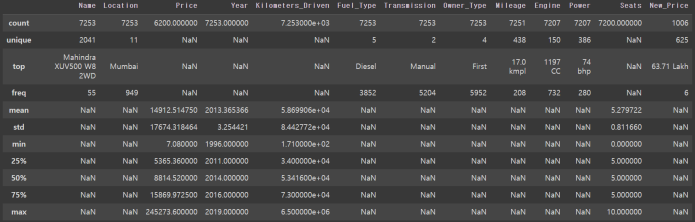 Name Location Price Year Kilometers_Driven Fuel_Type Transmission Owner_Type Mileage Engine Power Seats New_Price
count 7253 7253 6200.000000 7253.000000 7.253000e+03 7253 7253 7253 7251 7207 7207 7200.000000 1006
unique 2041 11 NaN NaN NaN 5 2 4 438 150 386 NaN 625
top Mahindra XUV500 W8 2WD Mumbai NaN NaN NaN Diesel Manual First 17.0 kmpl 1197 CC 74 bhp NaN 63.71 Lakh
freq 55 949 NaN NaN NaN 3852 5204 5952 208 732 280 NaN 6
mean NaN NaN 14912.514750 2013.365366 5.869906e+04 NaN NaN NaN NaN NaN NaN 5.279722 NaN
std NaN NaN 17674.318464 3.254421 8.442772e+04 NaN NaN NaN NaN NaN NaN 0.811660 NaN
min NaN NaN 7.080000 1996.000000 1.710000e+02 NaN NaN NaN NaN NaN NaN 0.000000 NaN
25% NaN NaN 5365.360000 2011.000000 3.400000e+04 NaN NaN NaN NaN NaN NaN 5.000000 NaN
50% NaN NaN 8814.520000 2014.000000 5.341600e+04 NaN NaN NaN NaN NaN NaN 5.000000 NaN
75% NaN NaN 15869.972500 2016.000000 7.300000e+04 NaN NaN NaN NaN NaN NaN 5.000000 NaN
max NaN NaN 245273.600000 2019.000000 6.500000e+06 NaN NaN NaN NaN NaN NaN 10.000000 NaN